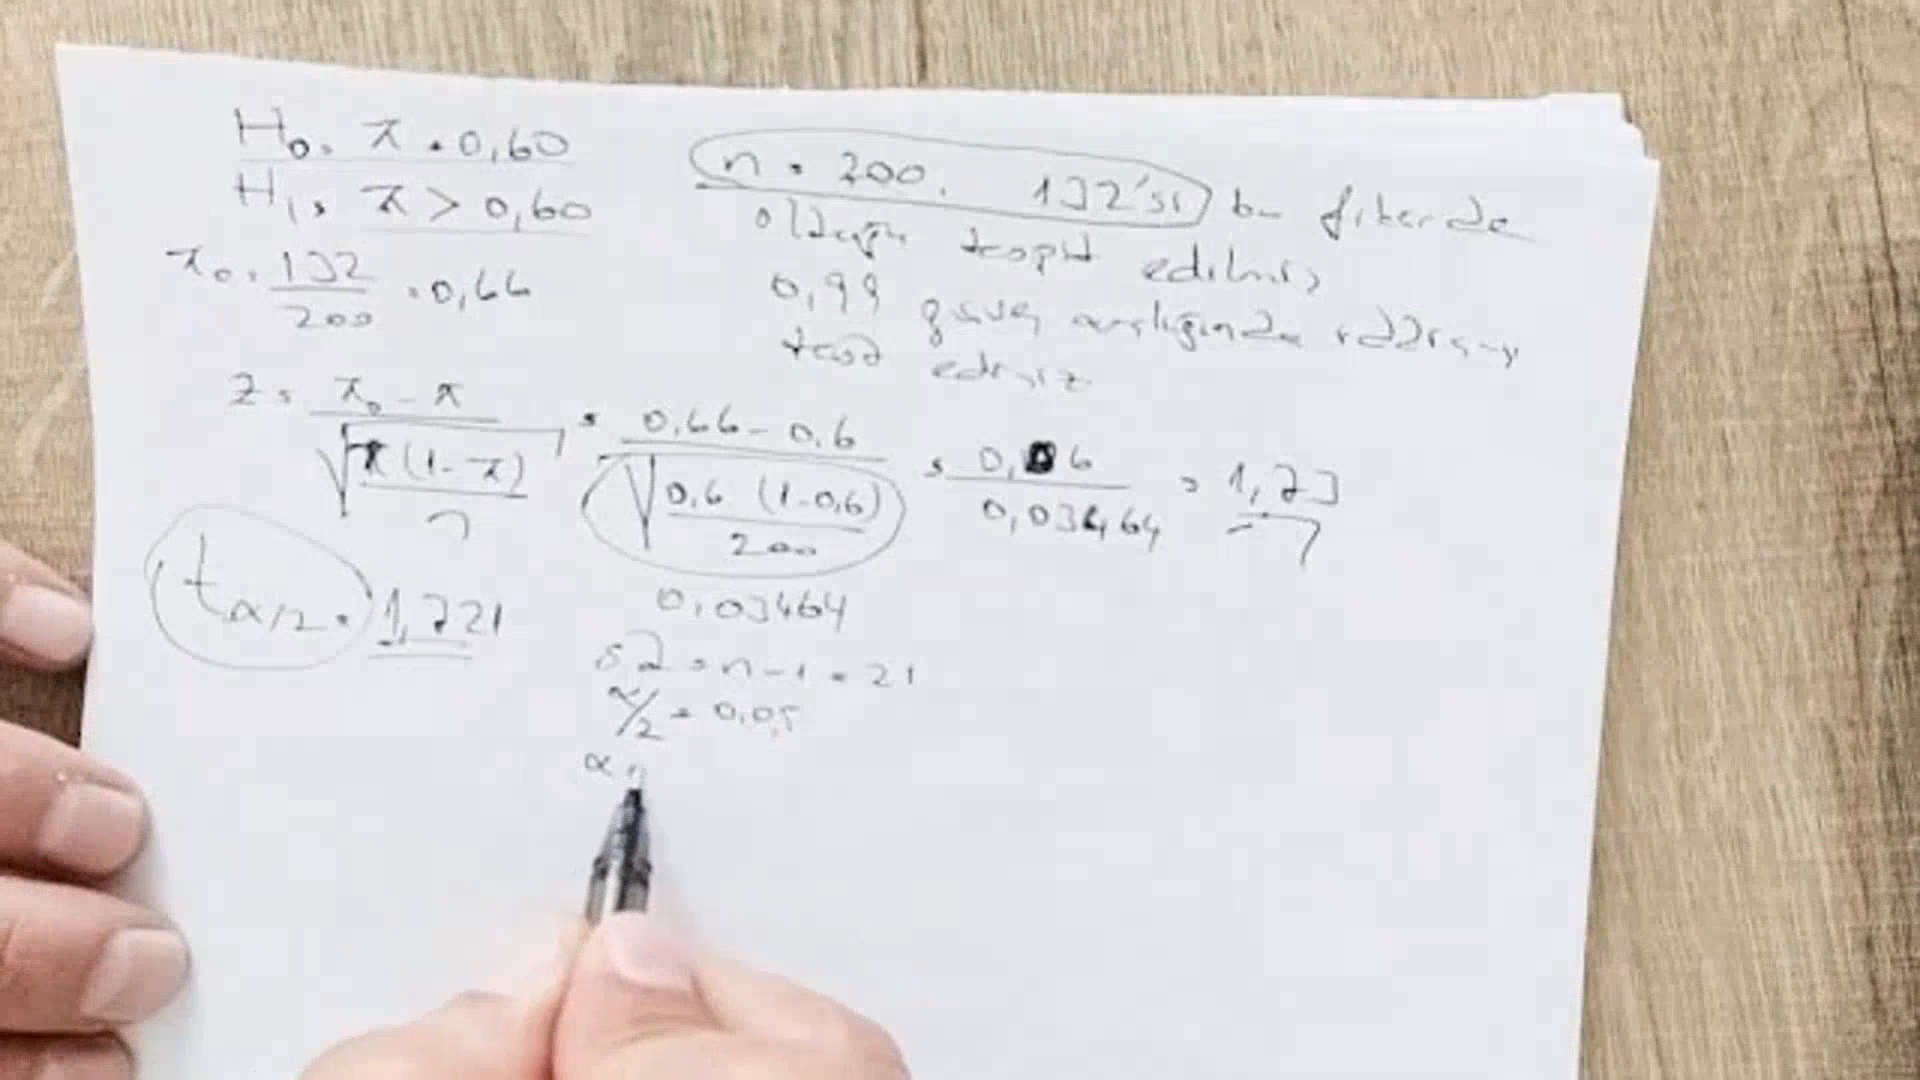 H₀: π = 0,60
H₁: π > 0,60
π₀ = 132/200 = 0,66
n = 200. 132'si bu fikirde
olduğu tespit edilmiş
0,99 güven aralığında iddiayı
test ediniz
z = (π₀ - π)/√(π(1-π)/n) = (0,66 - 0,6)/√(0,6 (1-0,6)/200) = 0,06/0,03464 = 1,73
0,03464
tα/2 = 1,721
sd = n-1 = 21
α/2 = 0,05
α =